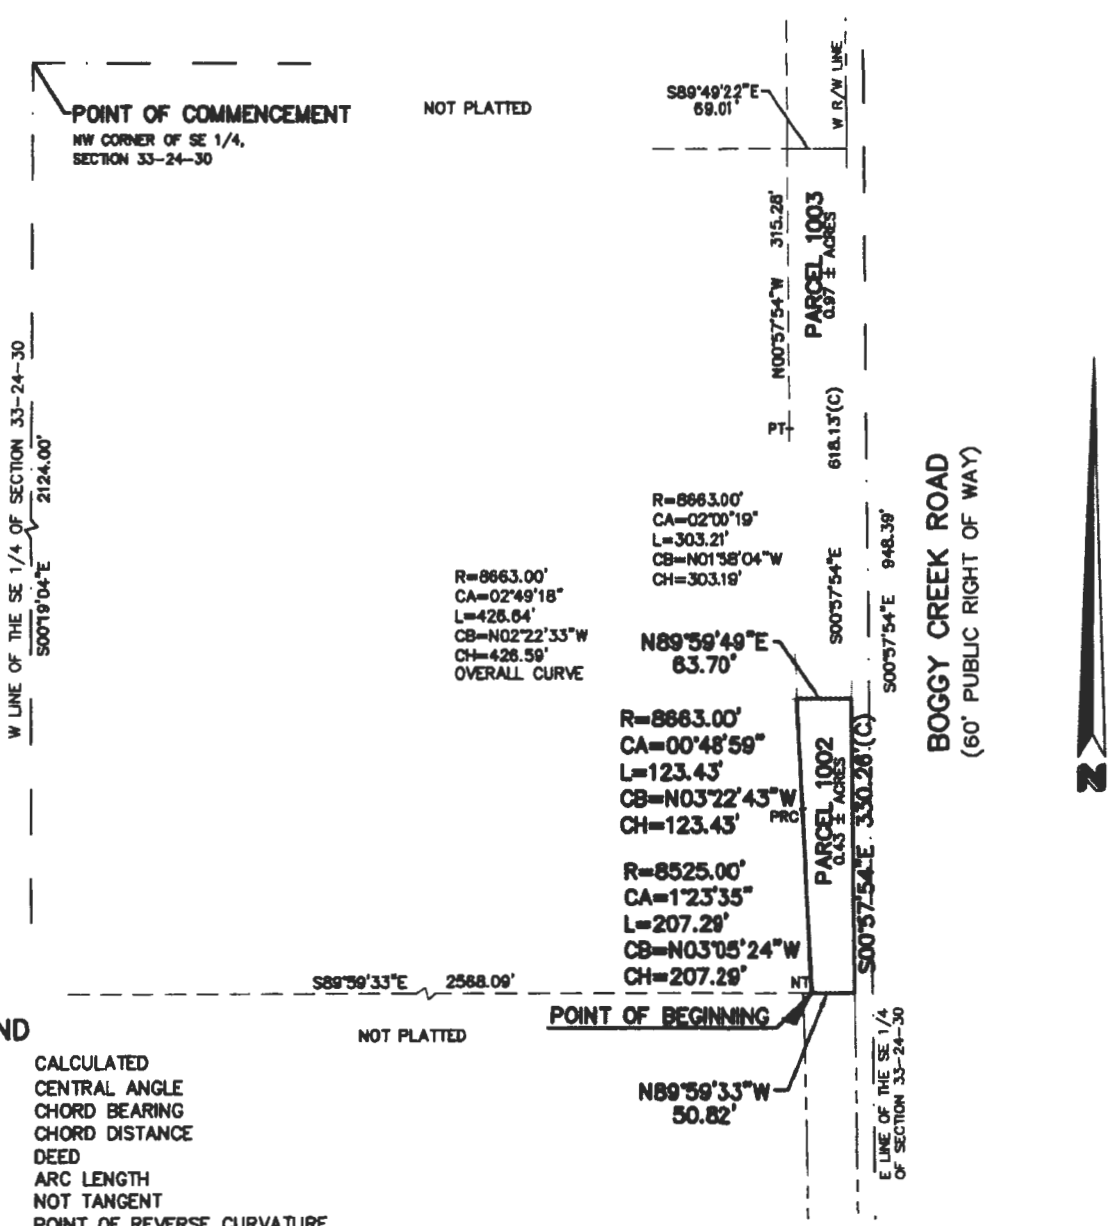 POINT OF COMMENCEMENT
NW CORNER OF SE 1/4,
SECTION 33-24-30
NOT PLATTED
S89°49'22"E
69.01'
W R/W LINE
N00°57'54"W 315.28'
PARCEL 1003
0.97 ± ACRES
PT
618.13'(C)
S00°57'54"E
S00°57'54"E 948.39'
BOGGY CREEK ROAD
(60' PUBLIC RIGHT OF WAY)
N
W LINE OF THE SE 1/4 OF SECTION 33-24-30
S00°19'04"E 2124.00'
R=8663.00'
CA=02°00'19"
L=303.21'
CB=N01°58'04"W
CH=303.19'
R=8663.00'
CA=02°49'18"
L=426.64'
CB=N02°22'33"W
CH=426.59'
OVERALL CURVE
N89°59'49"E
63.70'
R=8663.00'
CA=00°48'59"
L=123.43'
CB=N03°22'43"W
CH=123.43'
PRC
PARCEL 1002
0.43 ± ACRES
S00°57'54"E 330.26'(C)
R=8525.00'
CA=1°23'35"
L=207.29'
CB=N03°05'24"W
CH=207.29'
NT
S89°59'33"E 2568.09'
POINT OF BEGINNING
NOT PLATTED
N89°59'33"W
50.82'
E LINE OF THE SE 1/4
OF SECTION 33-24-30
ND
CALCULATED
CENTRAL ANGLE
CHORD BEARING
CHORD DISTANCE
DEED
ARC LENGTH
NOT TANGENT
POINT OF REVERSE CURVATURE